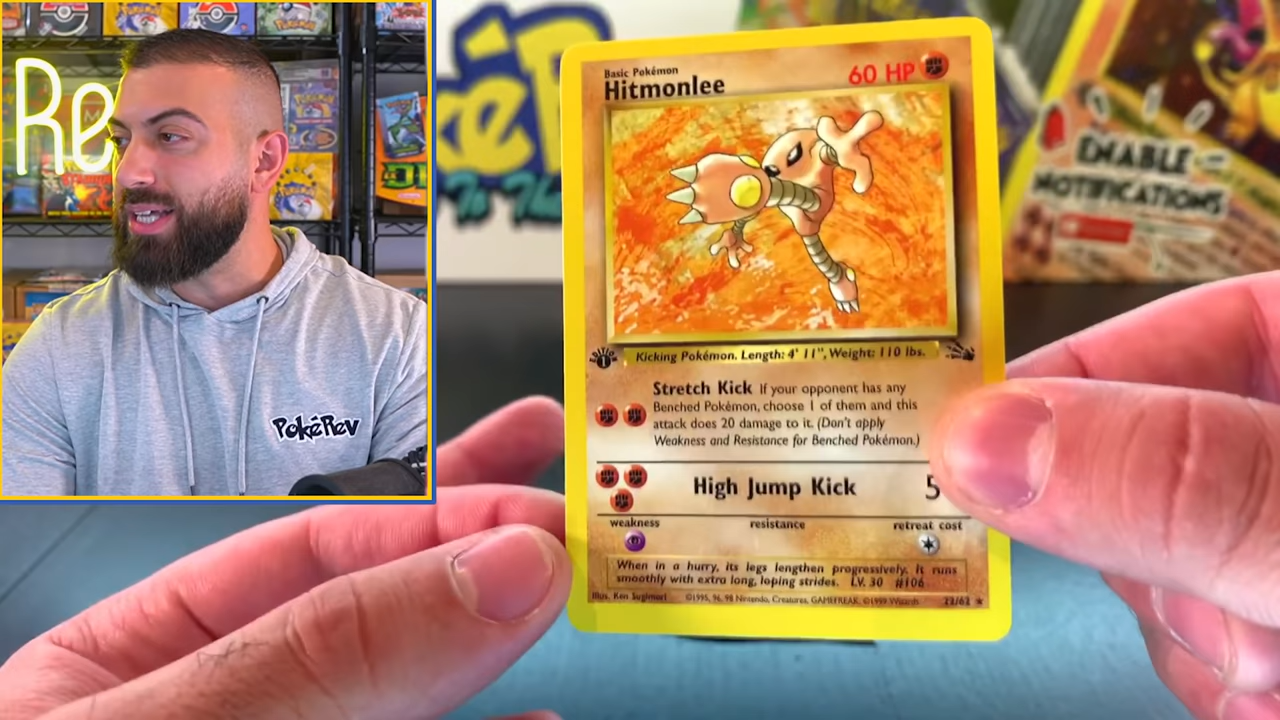 Re
PokéRev
Basic Pokémon
Hitmonlee
60 HP
EDITION
1
Kicking Pokémon. Length: 4' 11", Weight: 110 lbs.
Stretch Kick If your opponent has any
Benched Pokémon, choose 1 of them and this
attack does 20 damage to it. (Don't apply
Weakness and Resistance for Benched Pokémon.)
High Jump Kick 5
weakness resistance retreat cost
When in a hurry, its legs lengthen progressively. It runs
smoothly with extra long, loping strides. LV. 30 #106
Illus. Ken Sugimori ©1995, 96, 98 Nintendo, Creatures, GAMEFREAK. ©1999 Wizards. 22/62
ENABLE
NOTIFICATIONS